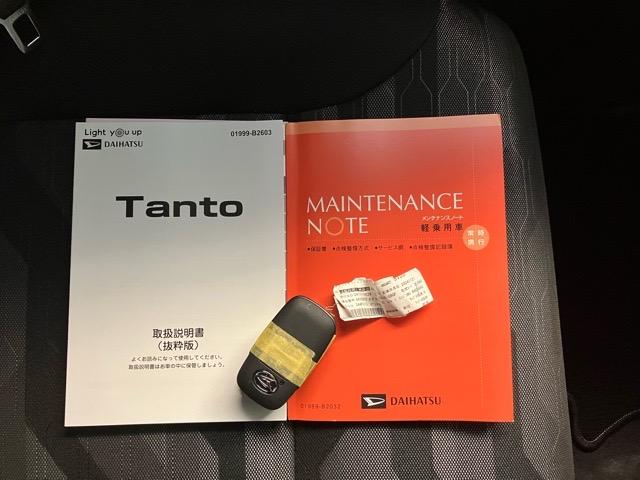 Light you up
DAIHATSU
01999-B2603
Tanto
取扱説明書
（抜粋版）
よくお読みになって使用してください。
取扱説明書はお車の中に保管しましょう。
MAINTENANCE
NOTE
メンテナンスノート
軽乗用車
常時
携行
●保証書 ●点検整備方式 ●サービス網 ●点検整備記録簿
01999-B2032
DAIHATSU